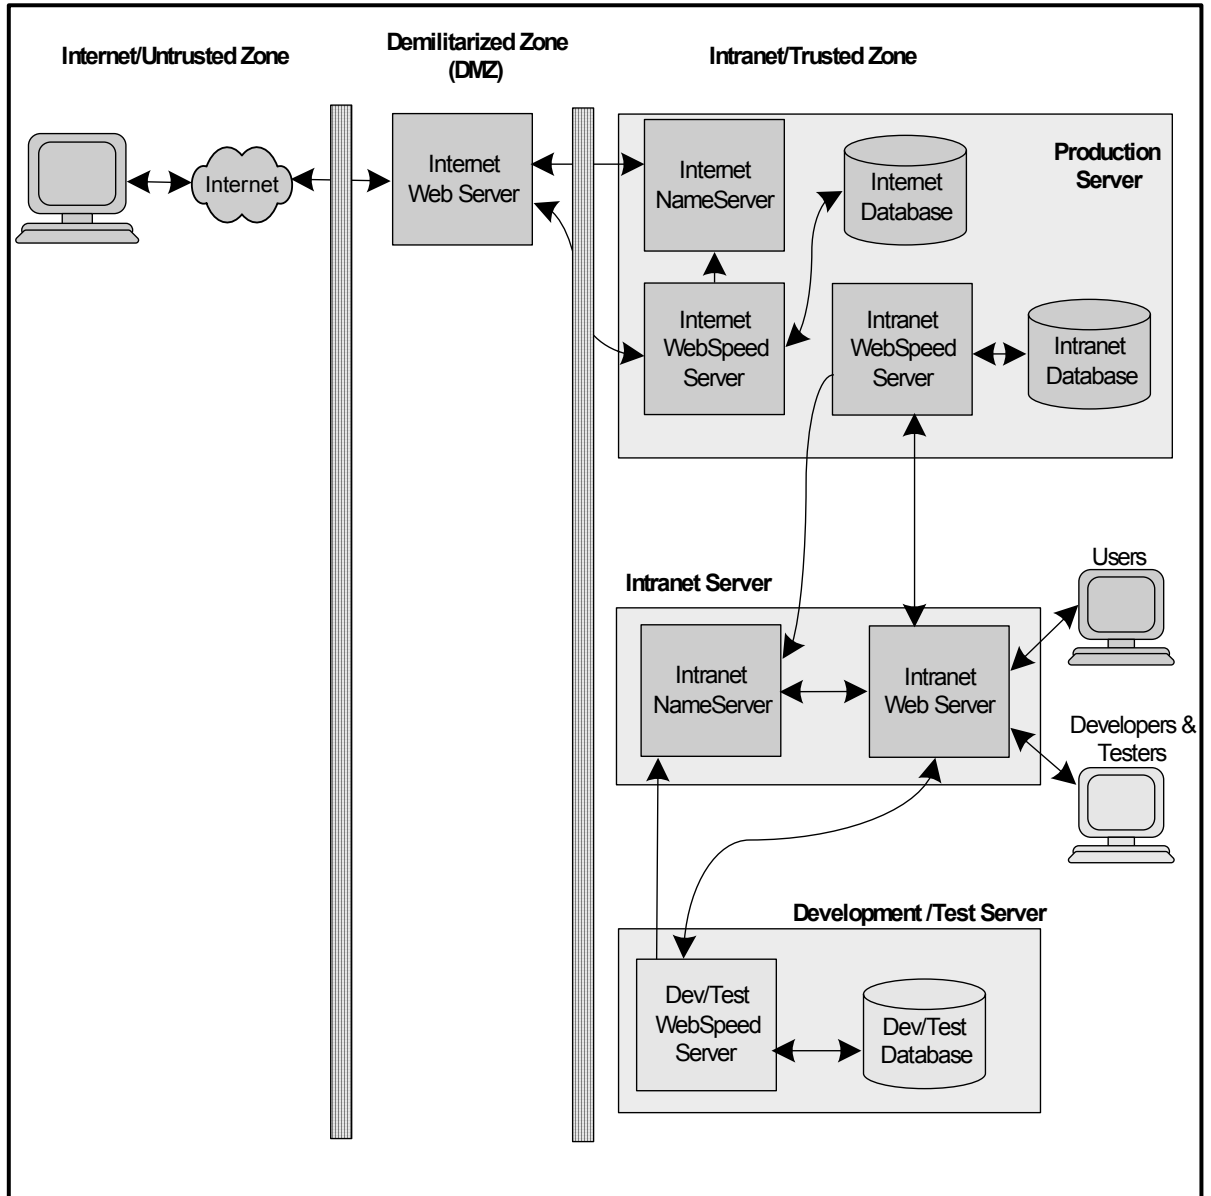 Internet/Untrusted Zone
Demilitarized Zone
(DMZ)
Intranet/Trusted Zone
Internet
Internet
Web Server
Internet
NameServer
Internet
Database
Production
Server
Internet
WebSpeed
Server
Intranet
WebSpeed
Server
Intranet
Database
Users
Intranet Server
Intranet
NameServer
Intranet
Web Server
Developers &
Testers
Development /Test Server
Dev/Test
WebSpeed
Server
Dev/Test
Database